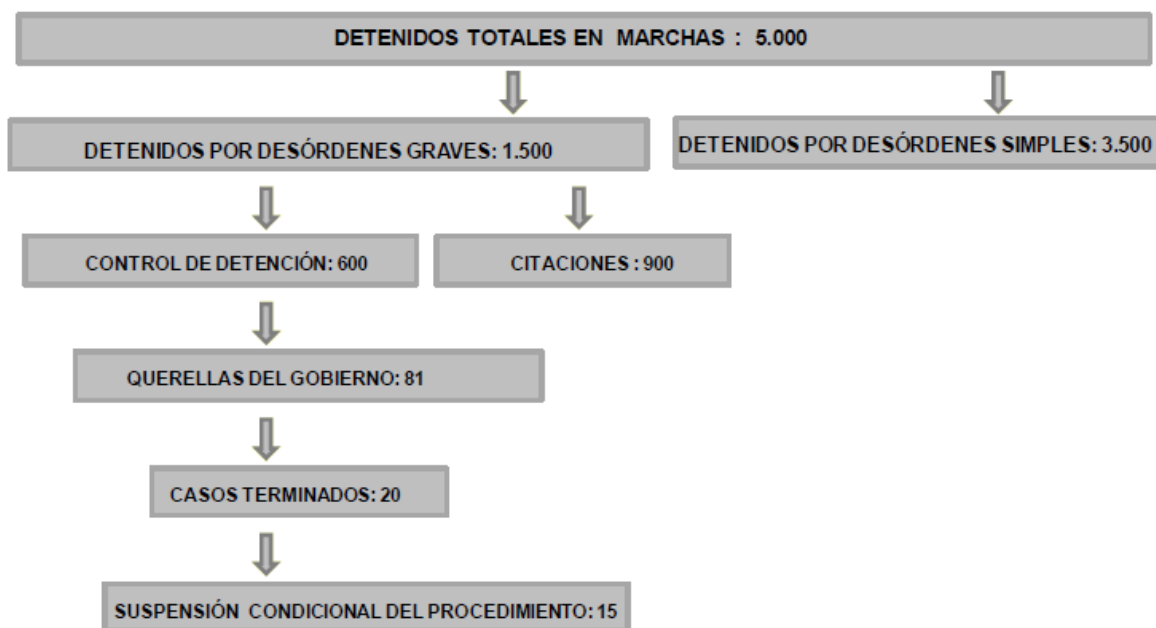 DETENIDOS TOTALES EN MARCHAS : 5.000
DETENIDOS POR DESÓRDENES GRAVES: 1.500
DETENIDOS POR DESÓRDENES SIMPLES: 3.500
CONTROL DE DETENCIÓN: 600
CITACIONES : 900
QUERELLAS DEL GOBIERNO: 81
CASOS TERMINADOS: 20
SUSPENSIÓN CONDICIONAL DEL PROCEDIMIENTO: 15